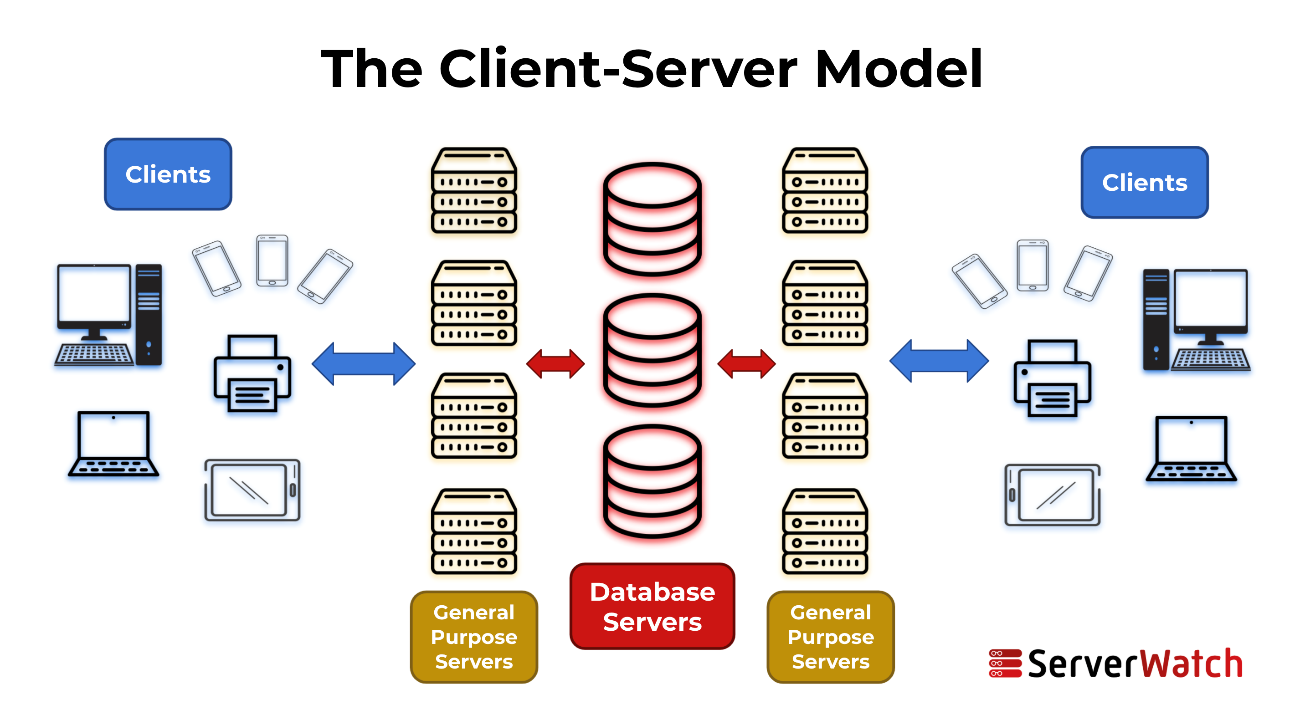 The Client-Server Model
Clients
Clients
General
Purpose
Servers
Database
Servers
General
Purpose
Servers
ServerWatch